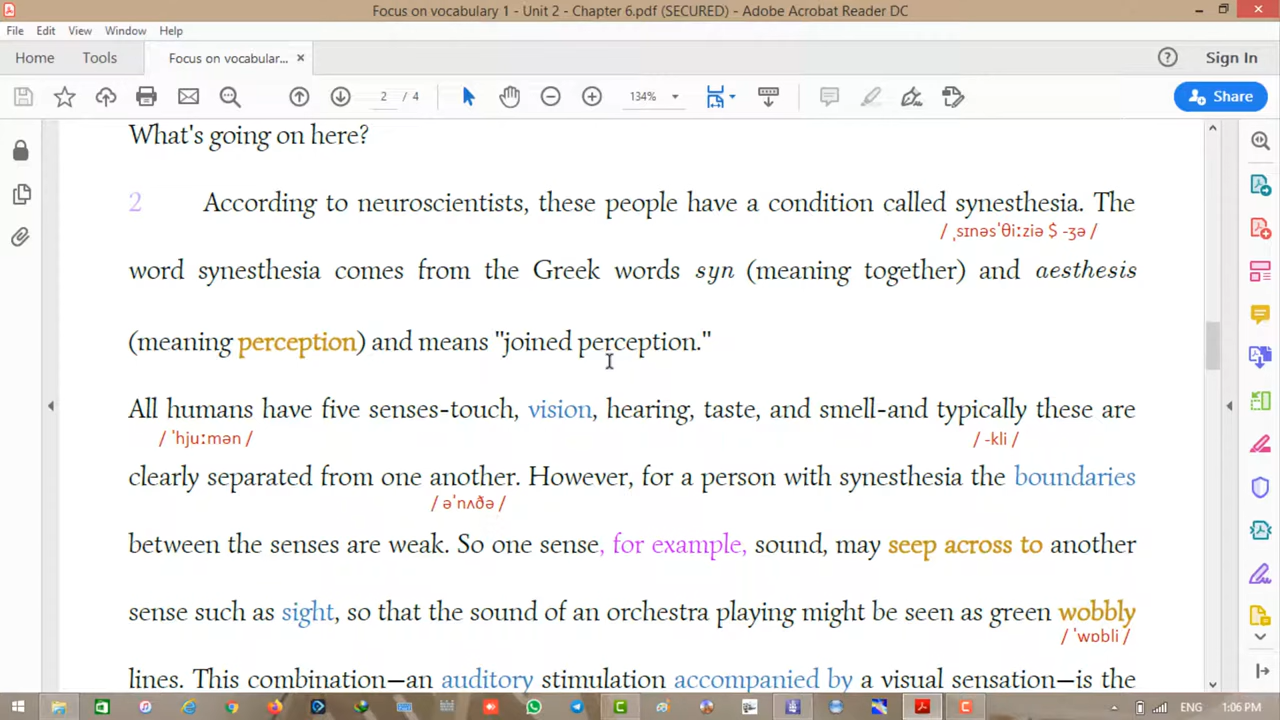 Focus on vocabulary 1 - Unit 2 - Chapter 6.pdf (SECURED) - Adobe Acrobat Reader DC
File Edit View Window Help
Home Tools Focus on vocabular... × Sign In
2 / 4 134% Share
What's going on here?
2 According to neuroscientists, these people have a condition called synesthesia. The
/ ˌsɪnəsˈθiːziə $ -ʒə /
word synesthesia comes from the Greek words syn (meaning together) and aesthesis
(meaning perception) and means "joined perception."
All humans have five senses-touch, vision, hearing, taste, and smell-and typically these are
/ ˈhjuːmən / / -kli /
clearly separated from one another. However, for a person with synesthesia the boundaries
/ əˈnʌðə /
between the senses are weak. So one sense, for example, sound, may seep across to another
sense such as sight, so that the sound of an orchestra playing might be seen as green wobbly
/ ˈwɒbli /
lines. This combination—an auditory stimulation accompanied by a visual sensation—is the
ENG 1:06 PM